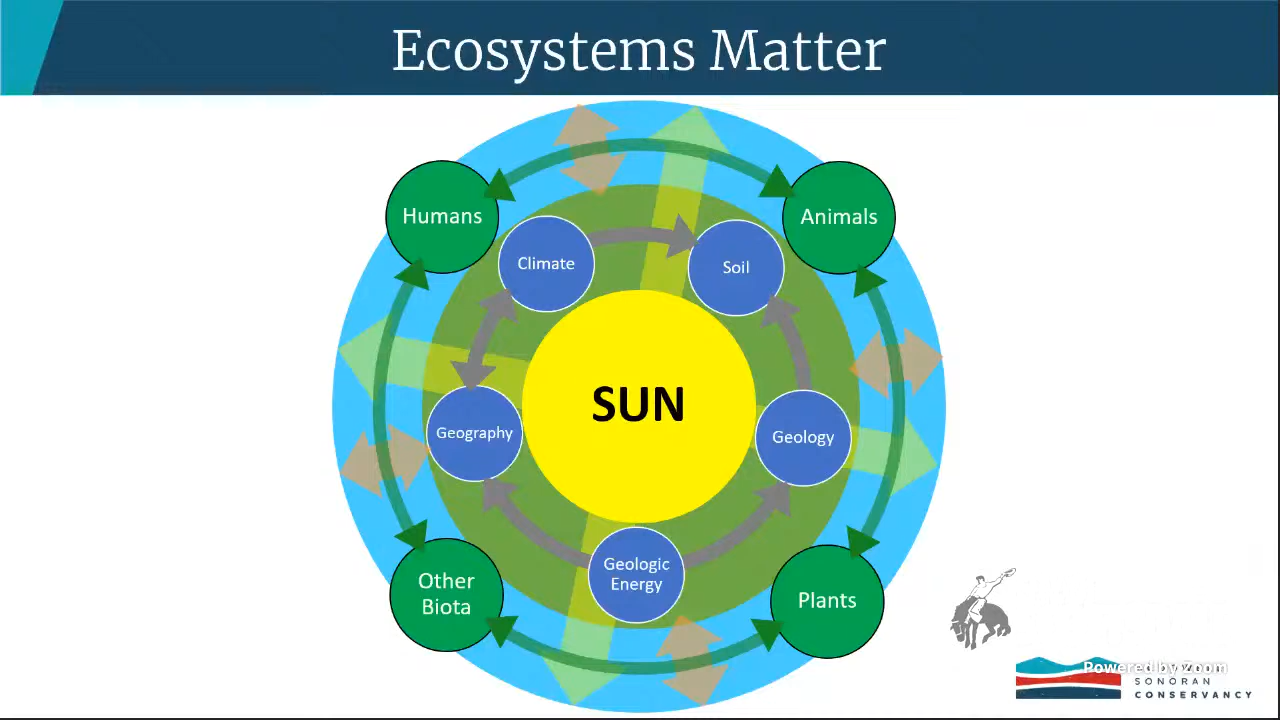 Ecosystems Matter
Humans
Animals
Climate
Soil
SUN
Geography
Geology
Geologic
Energy
Other
Biota
Plants
Powered by Zoom
SONORAN
CONSERVANCY